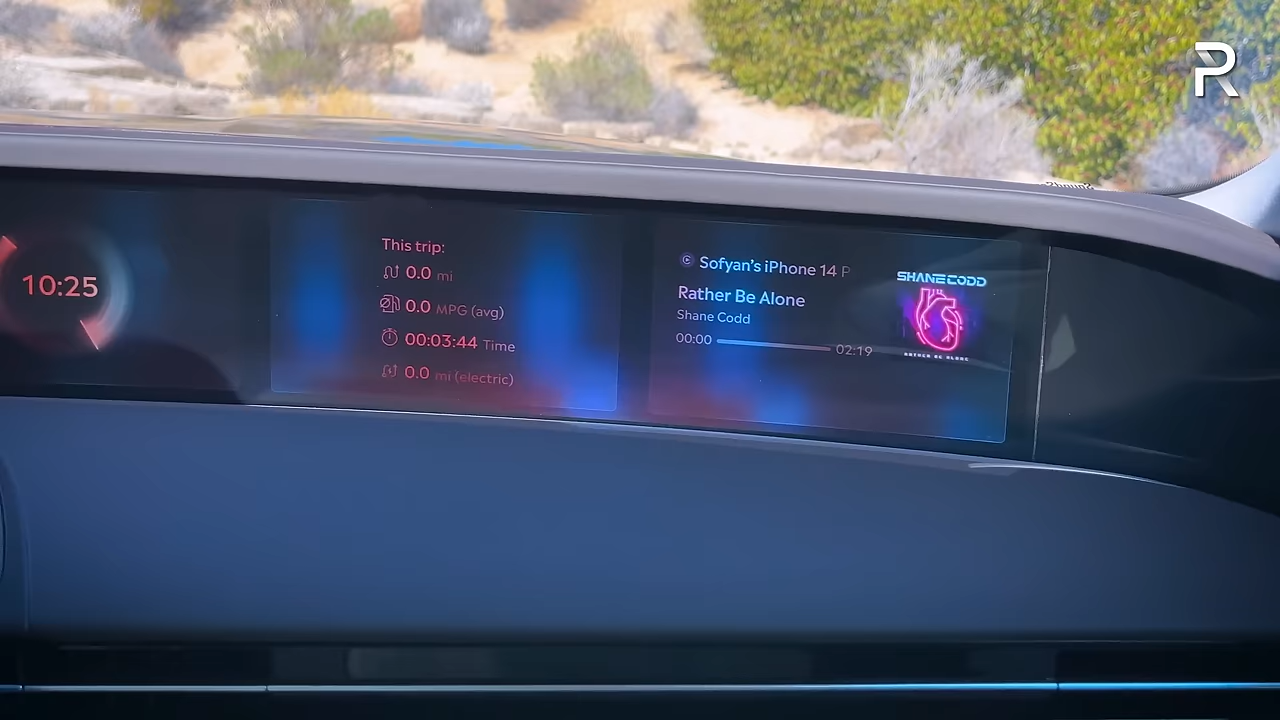 10:25
This trip:
0.0 mi
0.0 MPG (avg)
00:03:44 Time
0.0 mi (electric)
Sofyan's iPhone 14 P
Rather Be Alone
Shane Codd
00:00 02:19
SHANE CODD
RATHER BE ALONE